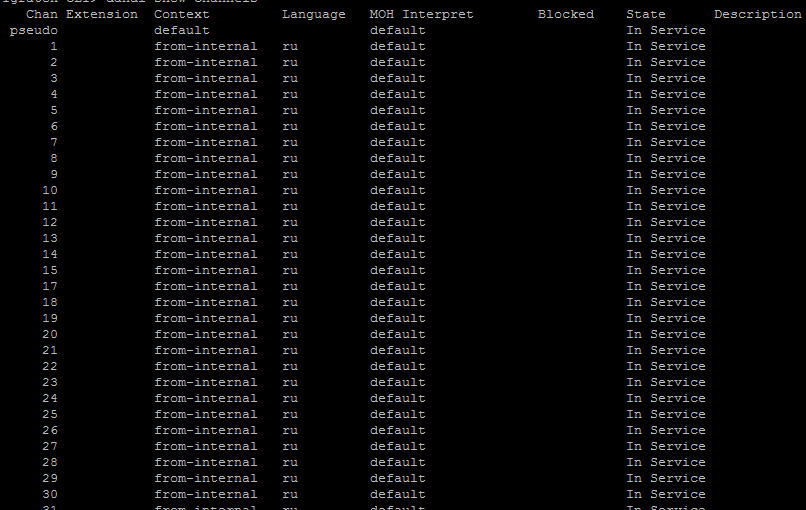 Chan Extension Context Language MOH Interpret Blocked State Description
pseudo default default In Service
1 from-internal ru default In Service
2 from-internal ru default In Service
3 from-internal ru default In Service
4 from-internal ru default In Service
5 from-internal ru default In Service
6 from-internal ru default In Service
7 from-internal ru default In Service
8 from-internal ru default In Service
9 from-internal ru default In Service
10 from-internal ru default In Service
11 from-internal ru default In Service
12 from-internal ru default In Service
13 from-internal ru default In Service
14 from-internal ru default In Service
15 from-internal ru default In Service
17 from-internal ru default In Service
18 from-internal ru default In Service
19 from-internal ru default In Service
20 from-internal ru default In Service
21 from-internal ru default In Service
22 from-internal ru default In Service
23 from-internal ru default In Service
24 from-internal ru default In Service
25 from-internal ru default In Service
26 from-internal ru default In Service
27 from-internal ru default In Service
28 from-internal ru default In Service
29 from-internal ru default In Service
30 from-internal ru default In Service
31 from-internal ru default In Service